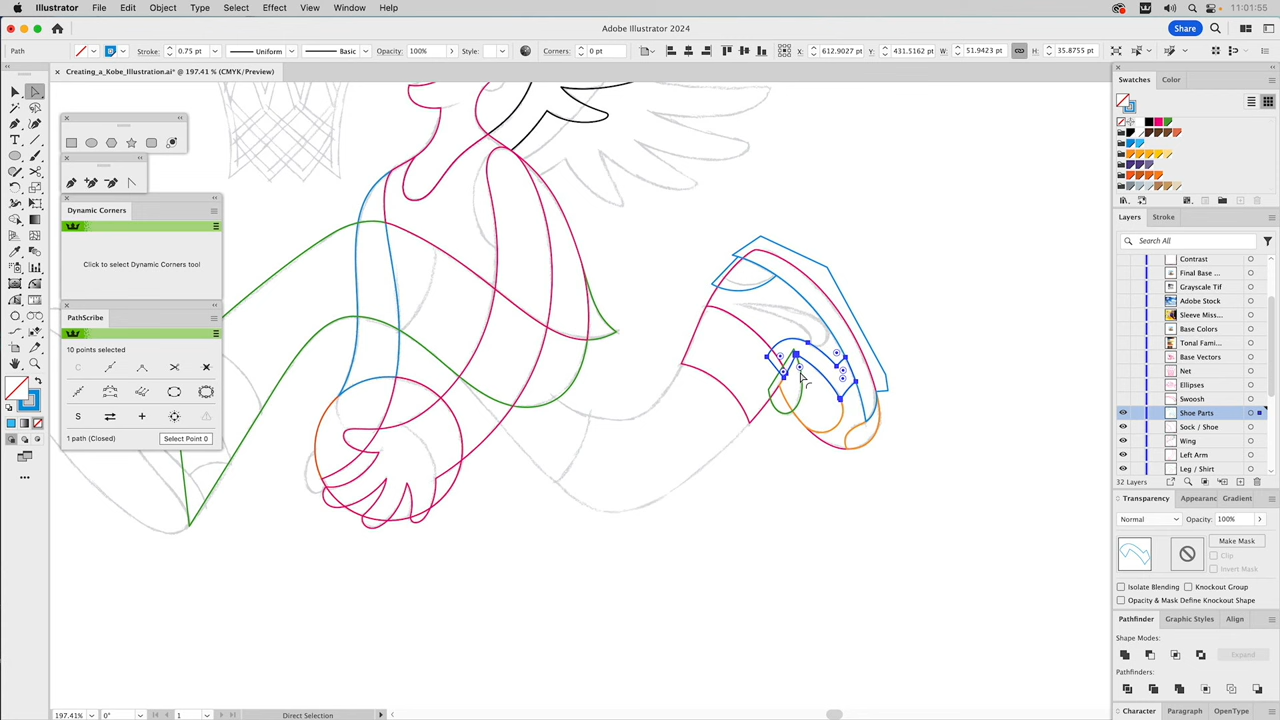 Illustrator File Edit Object Type Select Effect View Window Help 11:01:55
Adobe Illustrator 2024 Share
Path Stroke: 0.75 pt Uniform Basic Opacity: 100% Style: Corners: 0 pt X: 612.9027 pt Y: 431.5162 pt W: 51.9423 pt H: 35.8755 pt
× Creating_a_Kobe_Illustration.ai* @ 197.41 % (CMYK/Preview)
Dynamic Corners
Click to select Dynamic Corners tool
PathScribe
10 points selected
1 path (Closed) Select Point 0
Swatches Color
Layers Stroke
Search All
Contrast
Final Base ...
Grayscale Tif
Adobe Stock
Sleeve Miss...
Base Colors
Tonal Fami...
Base Vectors
Net
Ellipses
Swoosh
Shoe Parts
Sock / Shoe
Wing
Left Arm
Leg / Shirt
32 Layers
Transparency Appearanc Gradient
Normal Opacity: 100%
Make Mask
Clip
Invert Mask
Isolate Blending Knockout Group
Opacity & Mask Define Knockout Shape
Pathfinder Graphic Styles Align
Shape Modes:
Expand
Pathfinders:
Character Paragraph OpenType
197.41% 0° 1 Direct Selection